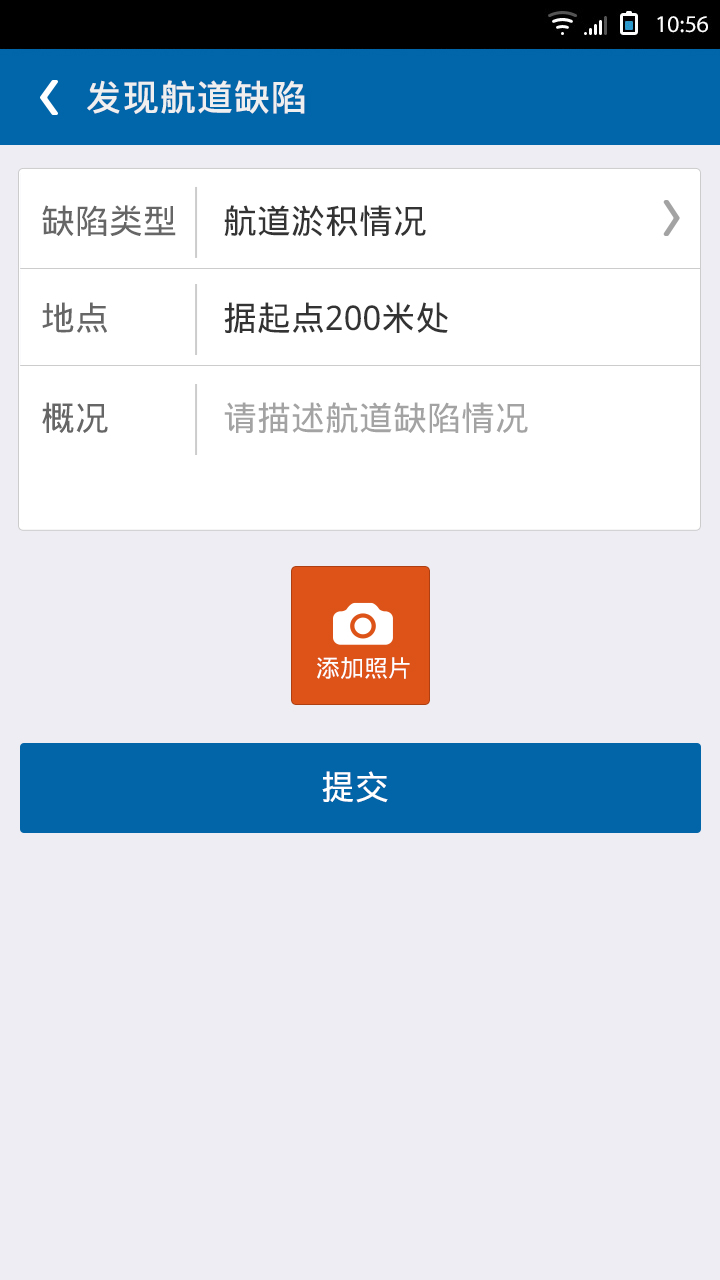 10:56
发现航道缺陷
缺陷类型 航道淤积情况
地点 据起点200米处
概况 请描述航道缺陷情况
添加照片
提交